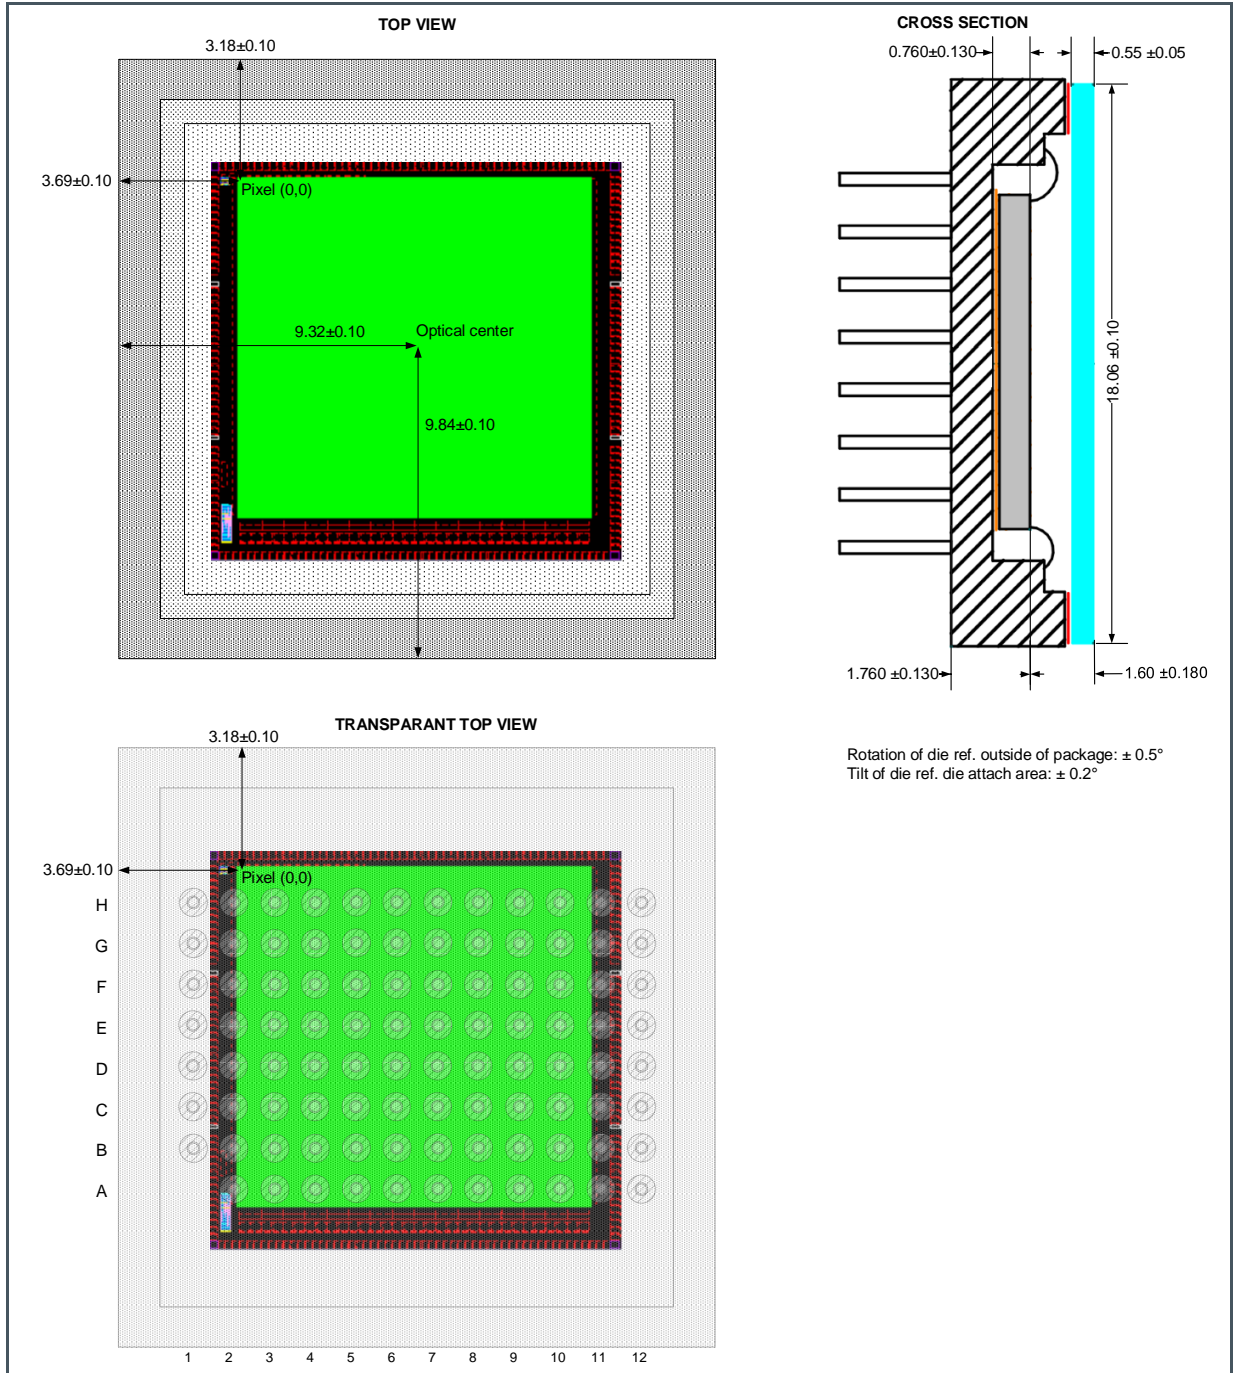 TOP VIEW
CROSS SECTION
3.18±0.10
0.760±0.130
0.55 ±0.05
3.69±0.10
Pixel (0,0)
9.32±0.10
Optical center
18.06 ±0.10
9.84±0.10
1.760 ±0.130
1.60 ±0.180
TRANSPARANT TOP VIEW
3.18±0.10
Rotation of die ref. outside of package: ± 0.5°
Tilt of die ref. die attach area: ± 0.2°
3.69±0.10
Pixel (0,0)
H
G
F
E
D
C
B
A
1 2 3 4 5 6 7 8 9 10 11 12